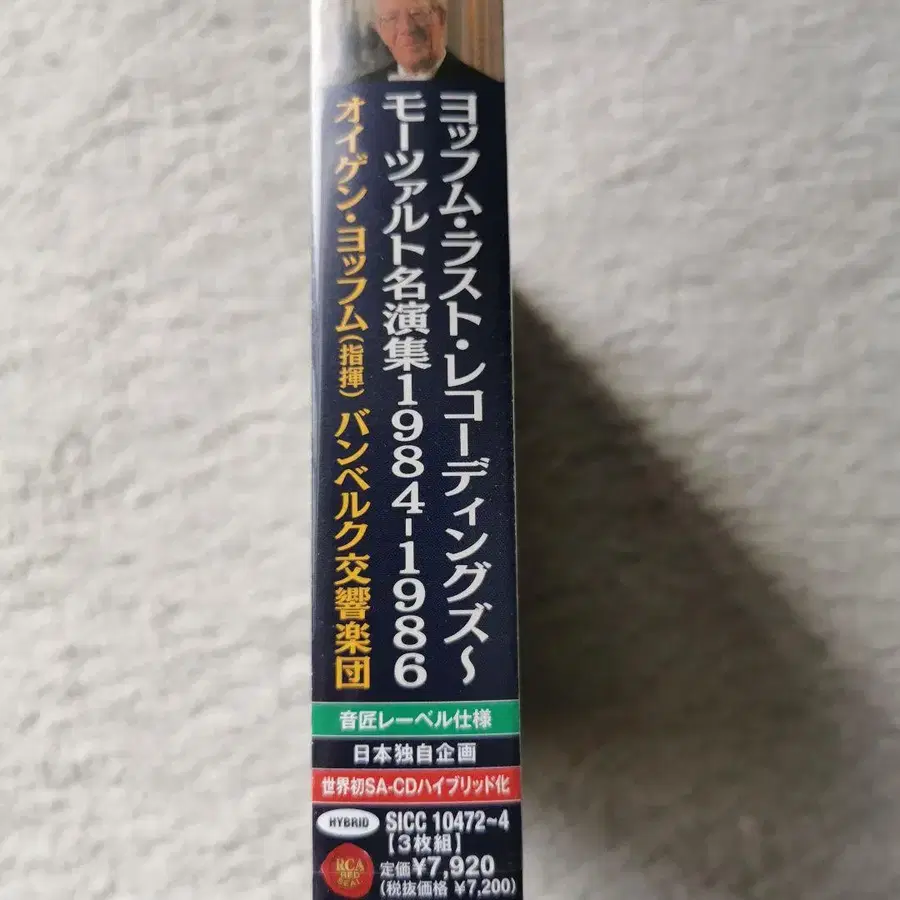 ヨッフム・ラスト・レコーディングズ〜
モーツァルト名演集1984-1986
オイゲン・ヨッフム(指揮) バンベルク交響楽団
音匠レーベル仕様
日本独自企画
世界初SA-CDハイブリッド化
HYBRID SICC 10472~4
【3枚組】
RCA
RED
SEAL
定価¥7,920
(税抜価格 ¥7,200)